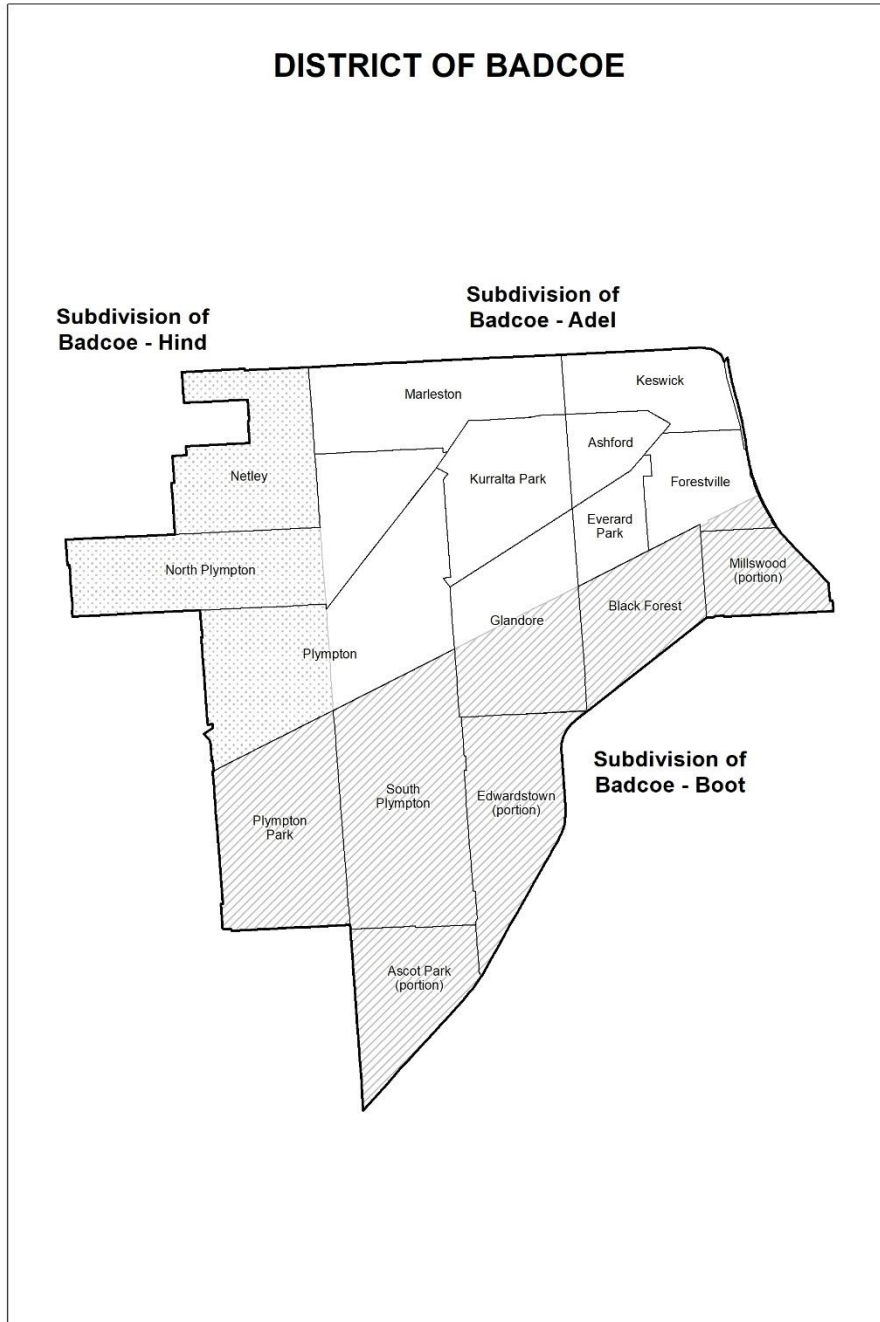 DISTRICT OF BADCOE
Subdivision of
Badcoe - Adel
Subdivision of
Badcoe - Hind
Keswick
Marleston
Ashford
Netley
Kurralta Park
Forestville
Everard
Park
North Plympton
Millswood
(portion)
Black Forest
Glandore
Plympton
Subdivision of
Badcoe - Boot
South
Plympton
Edwardstown
(portion)
Plympton
Park
Ascot Park
(portion)